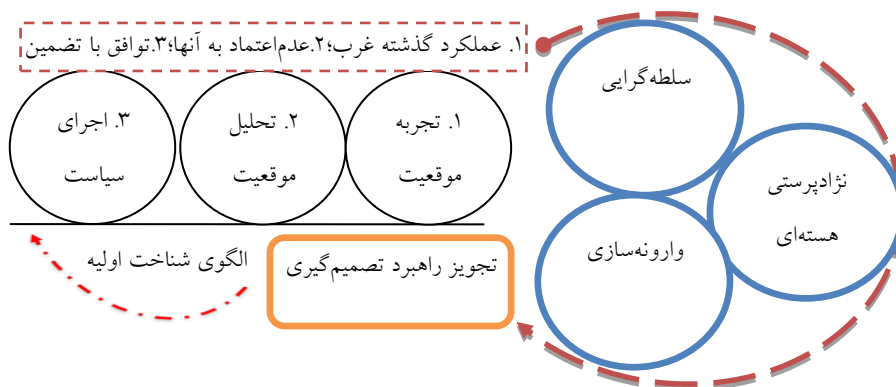 ۱. عملکرد گذشته غرب؛۲.عدم‌اعتماد به آنها؛۳.توافق با تضمین
سلطه‌گرایی
نژادپرستی
هسته‌ای
وارونه‌سازی
۱. تجربه
موقعیت
۲. تحلیل
موقعیت
۳. اجرای
سیاست
تجویز راهبرد تصمیم‌گیری
الگوی شناخت اولیه